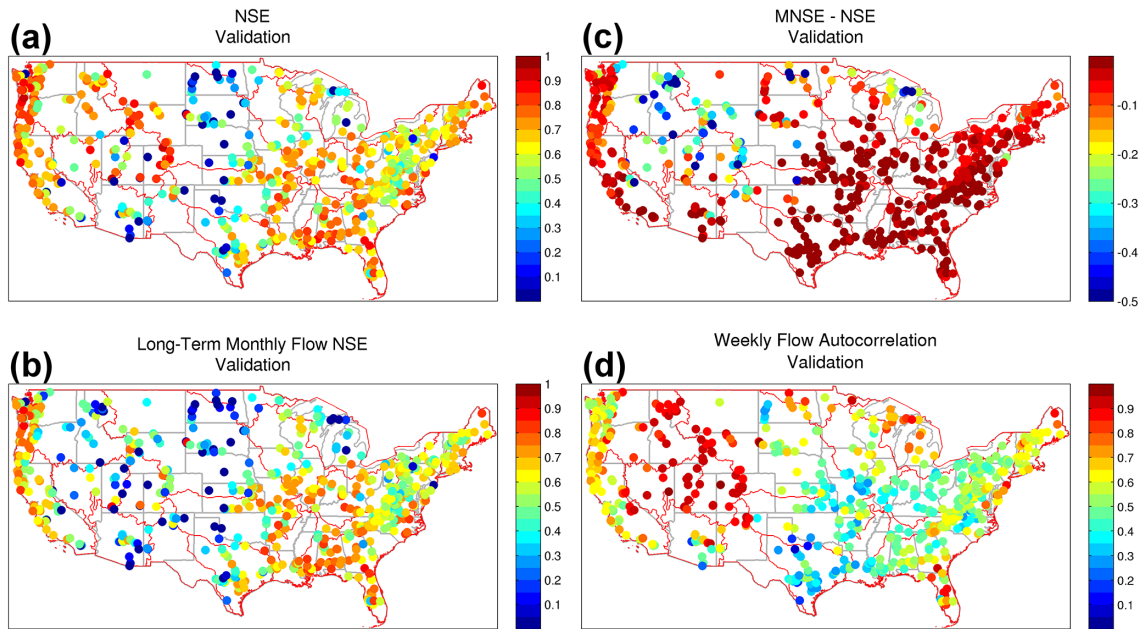 (a)
NSE
Validation
1
0.9
0.8
0.7
0.6
0.5
0.4
0.3
0.2
0.1
(c)
MNSE - NSE
Validation
-0.1
-0.2
-0.3
-0.4
-0.5
(b)
Long-Term Monthly Flow NSE
Validation
1
0.9
0.8
0.7
0.6
0.5
0.4
0.3
0.2
0.1
(d)
Weekly Flow Autocorrelation
Validation
0.9
0.8
0.7
0.6
0.5
0.4
0.3
0.2
0.1